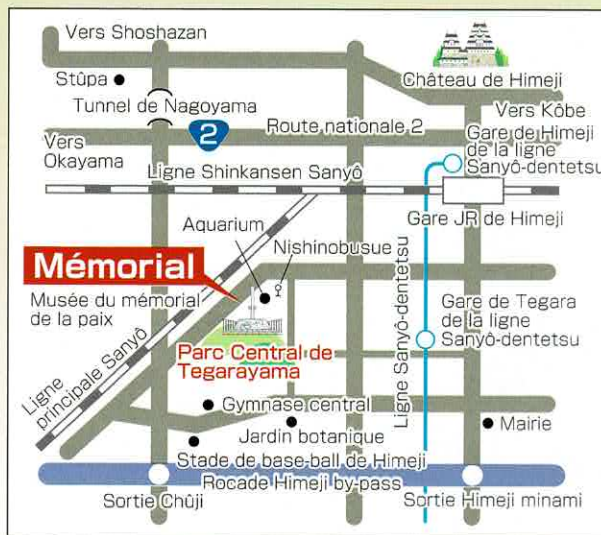 Vers Shoshazan
Stûpa
Château de Himeji
Tunnel de Nagoyama
Vers Kôbe
2
Route nationale 2
Gare de Himeji
de la ligne
Sanyô-dentetsu
Vers
Okayama
Ligne Shinkansen Sanyô
Gare JR de Himeji
Aquarium
Nishinobusue
Mémorial
Musée du mémorial
de la paix
Gare de Tegara
de la ligne
Sanyô-dentetsu
Ligne Sanyô-dentetsu
Parc Central de
Tegarayama
Ligne
principale Sanyô
Gymnase central
Jardin botanique
Mairie
Stade de base-ball de Himeji
Rocade Himeji by-pass
Sortie Chûji
Sortie Himeji minami